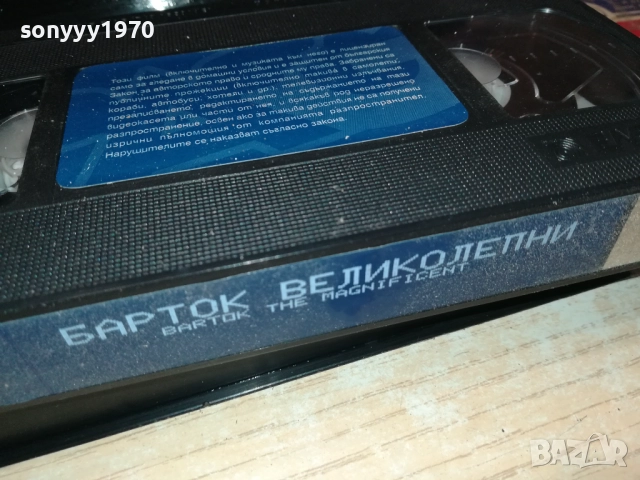 sonyyy1970
Този филм (включително и музиката към него) е лицензиран
само за гледане в домашни условия и е защитен от българския
Закон за авторското право и сродните му права. Забранени са
публичните прожекции (включително такива в самолети,
кораби, автобуси, хотели и др.), телевизионни излъчвания,
презаписването, редактирането на съдържанието на тази
видеокасета или части от нея, и всякакъв род неразрешено
разпространение, освен ако за такива действия не са получени
изрични пълномощия от компанията разпространител.
Нарушителите се наказват съгласно закона.
БАРТОК ВЕЛИКОЛЕПНИ
BARTOK THE MAGNIFICENT
BAZAR